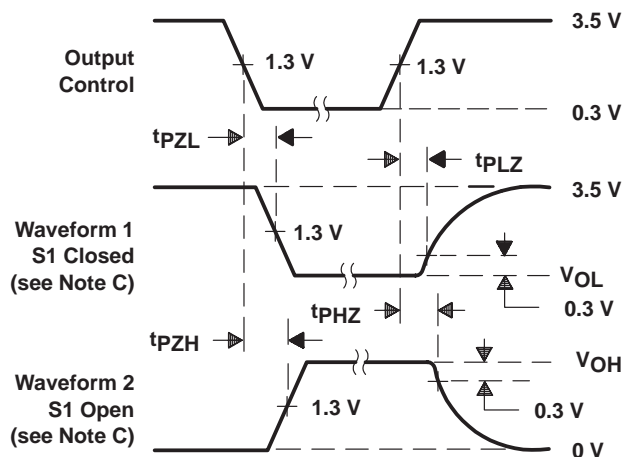 Output
Control
1.3 V
1.3 V
3.5 V
0.3 V
tPZL
tPLZ
Waveform 1
S1 Closed
(see Note C)
1.3 V
3.5 V
VOL
0.3 V
tPZH
tPHZ
Waveform 2
S1 Open
(see Note C)
1.3 V
VOH
0.3 V
0 V